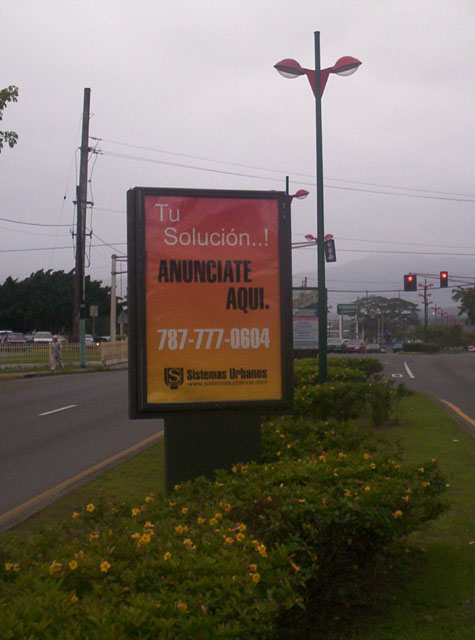 Tu
Solución..!
ANUNCIATE
AQUI.
787-777-0604
Sistemas Urbanos
www.sistemasurbanos.com